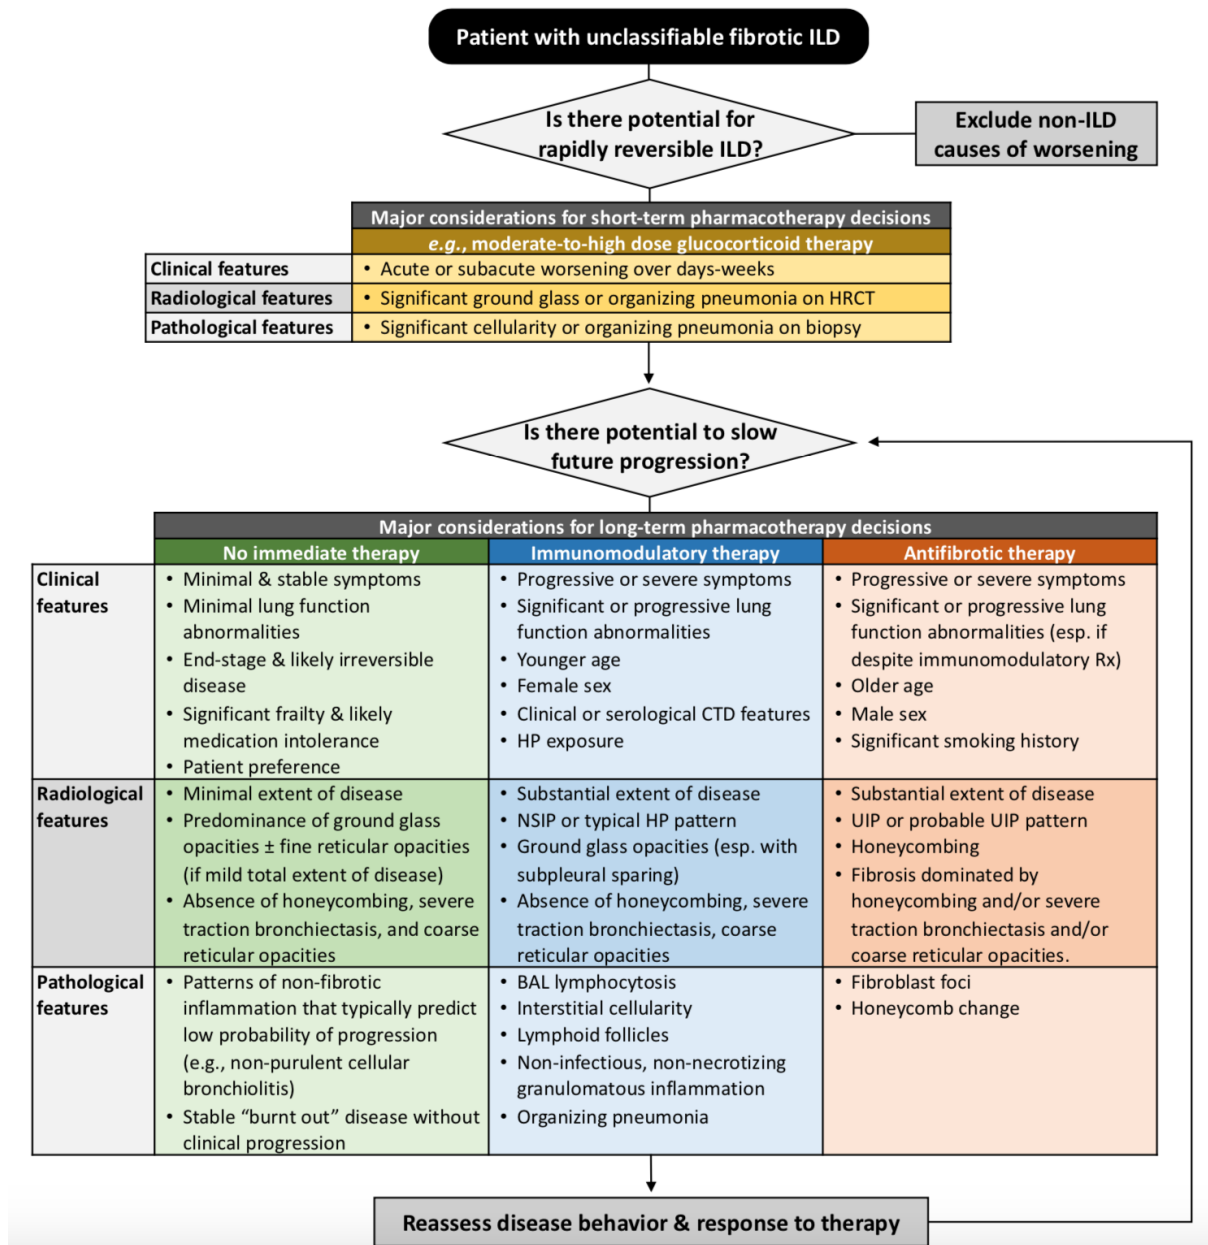 Patient with unclassifiable fibrotic ILD
Is there potential for
rapidly reversible ILD?
Exclude non-ILD
causes of worsening
Major considerations for short-term pharmacotherapy decisions
e.g., moderate-to-high dose glucocorticoid therapy
Clinical features
• Acute or subacute worsening over days-weeks
Radiological features
• Significant ground glass or organizing pneumonia on HRCT
Pathological features
• Significant cellularity or organizing pneumonia on biopsy
Is there potential to slow
future progression?
Major considerations for long-term pharmacotherapy decisions
No immediate therapy
Immunomodulatory therapy
Antifibrotic therapy
Clinical
features
• Minimal & stable symptoms
• Minimal lung function
abnormalities
• End-stage & likely irreversible
disease
• Significant frailty & likely
medication intolerance
• Patient preference
• Progressive or severe symptoms
• Significant or progressive lung
function abnormalities
• Younger age
• Female sex
• Clinical or serological CTD features
• HP exposure
• Progressive or severe symptoms
• Significant or progressive lung
function abnormalities (esp. if
despite immunomodulatory Rx)
• Older age
• Male sex
• Significant smoking history
Radiological
features
• Minimal extent of disease
• Predominance of ground glass
opacities ± fine reticular opacities
(if mild total extent of disease)
• Absence of honeycombing, severe
traction bronchiectasis, and coarse
reticular opacities
• Substantial extent of disease
• NSIP or typical HP pattern
• Ground glass opacities (esp. with
subpleural sparing)
• Absence of honeycombing, severe
traction bronchiectasis, coarse
reticular opacities
• Substantial extent of disease
• UIP or probable UIP pattern
• Honeycombing
• Fibrosis dominated by
honeycombing and/or severe
traction bronchiectasis and/or
coarse reticular opacities.
Pathological
features
• Patterns of non-fibrotic
inflammation that typically predict
low probability of progression
(e.g., non-purulent cellular
bronchiolitis)
• Stable “burnt out” disease without
clinical progression
• BAL lymphocytosis
• Interstitial cellularity
• Lymphoid follicles
• Non-infectious, non-necrotizing
granulomatous inflammation
• Organizing pneumonia
• Fibroblast foci
• Honeycomb change
Reassess disease behavior & response to therapy